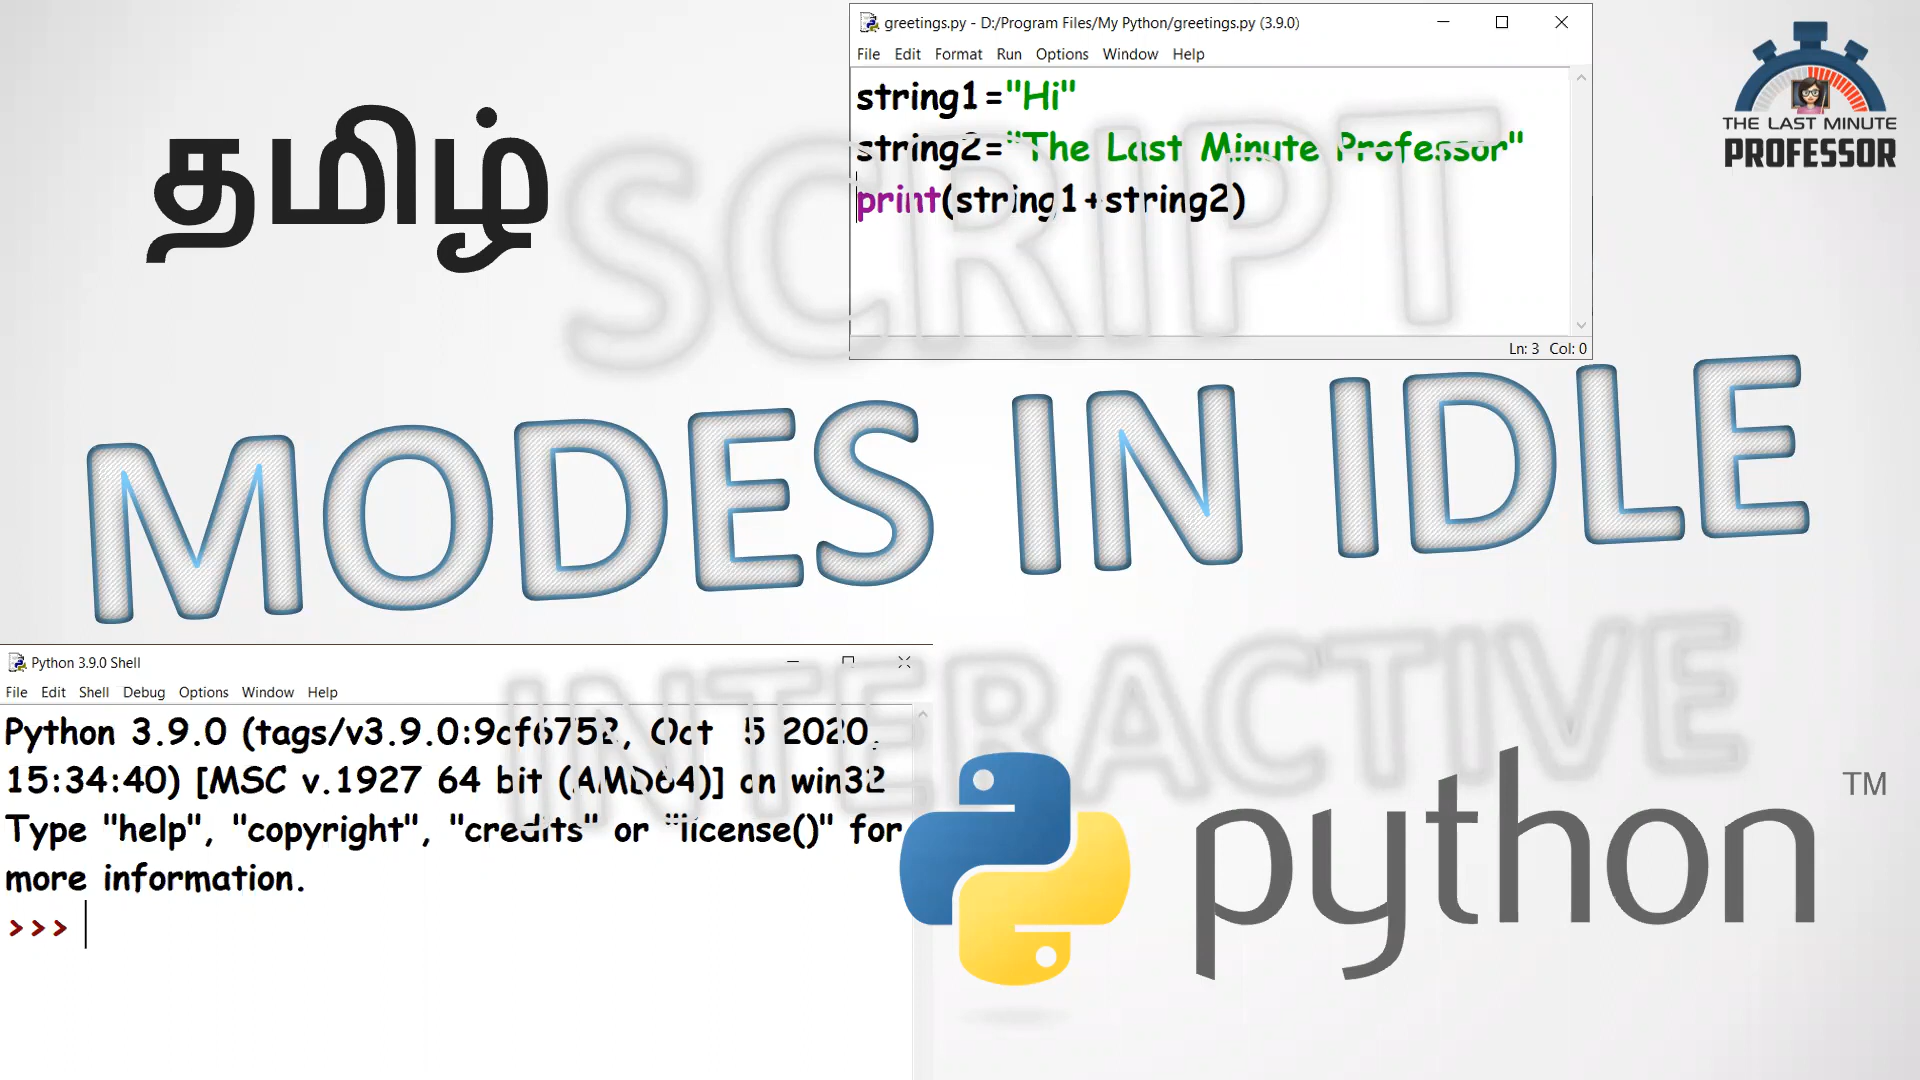 greetings.py - D:/Program Files/My Python/greetings.py (3.9.0)
File Edit Format Run Options Window Help
string1="Hi"
string2="The Last Minute Professor"
print(string1+string2)
Ln: 3 Col: 0
THE LAST MINUTE
PROFESSOR
தமிழ்
SCRIPT
MODES IN IDLE
INTERACTIVE
Python 3.9.0 Shell
File Edit Shell Debug Options Window Help
Python 3.9.0 (tags/v3.9.0:9cf6752, Oct 5 2020,
15:34:40) [MSC v.1927 64 bit (AMD64)] on win32
Type "help", "copyright", "credits" or "license()" for
more information.
>>>
python TM